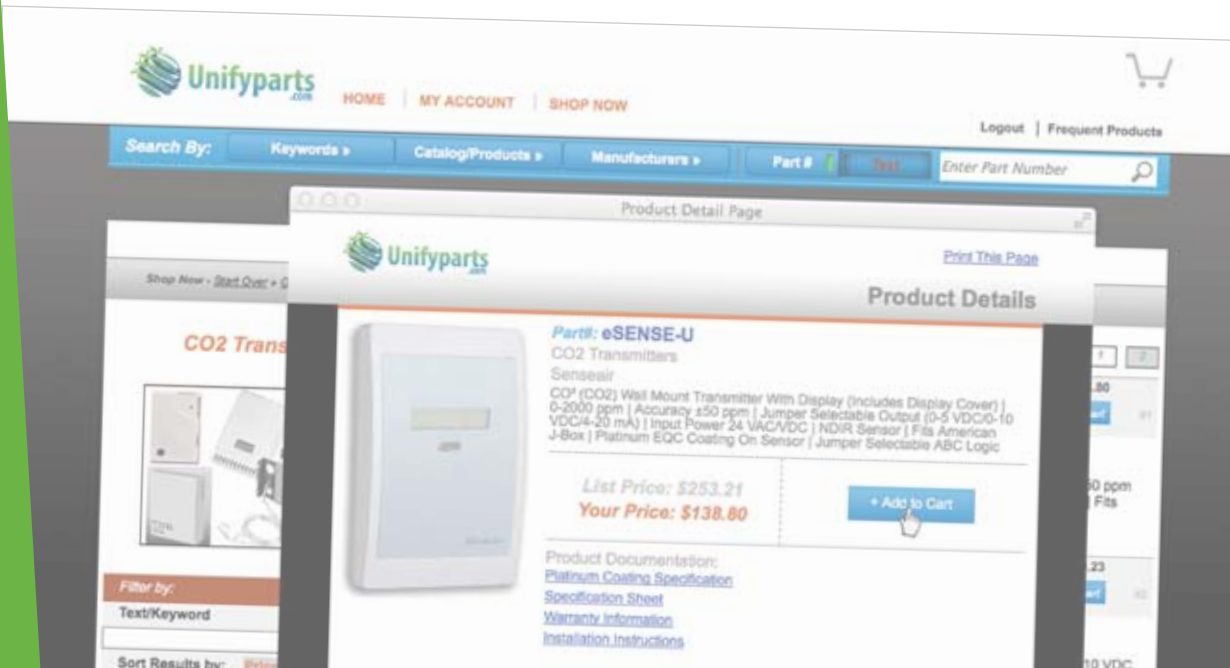 Unifyparts
.com
HOME | MY ACCOUNT | SHOP NOW
Logout | Frequent Products
Search By: Keywords » Catalog/Products » Manufacturers » Part # Text Enter Part Number
Product Detail Page
Unifyparts
.com
Print This Page
Shop Now - Start Over »
Product Details
CO2 Trans
Part#: eSENSE-U
CO2 Transmitters
Senseair
CO² (CO2) Wall Mount Transmitter With Display (Includes Display Cover) |
0-2000 ppm | Accuracy ±50 ppm | Jumper Selectable Output (0-5 VDC/0-10
VDC/4-20 mA) | Input Power 24 VAC/VDC | NDIR Sensor | Fits American
J-Box | Platinum EQC Coating On Sensor | Jumper Selectable ABC Logic
1 2
.80
art #1
List Price: $253.21
Your Price: $138.80
+ Add to Cart
0 ppm
| Fits
Product Documentation:
Platinum Coating Specification
Specification Sheet
Warranty Information
Installation Instructions
.23
art #2
Filter by:
Text/Keyword
Sort Results by: Price
10 VDC